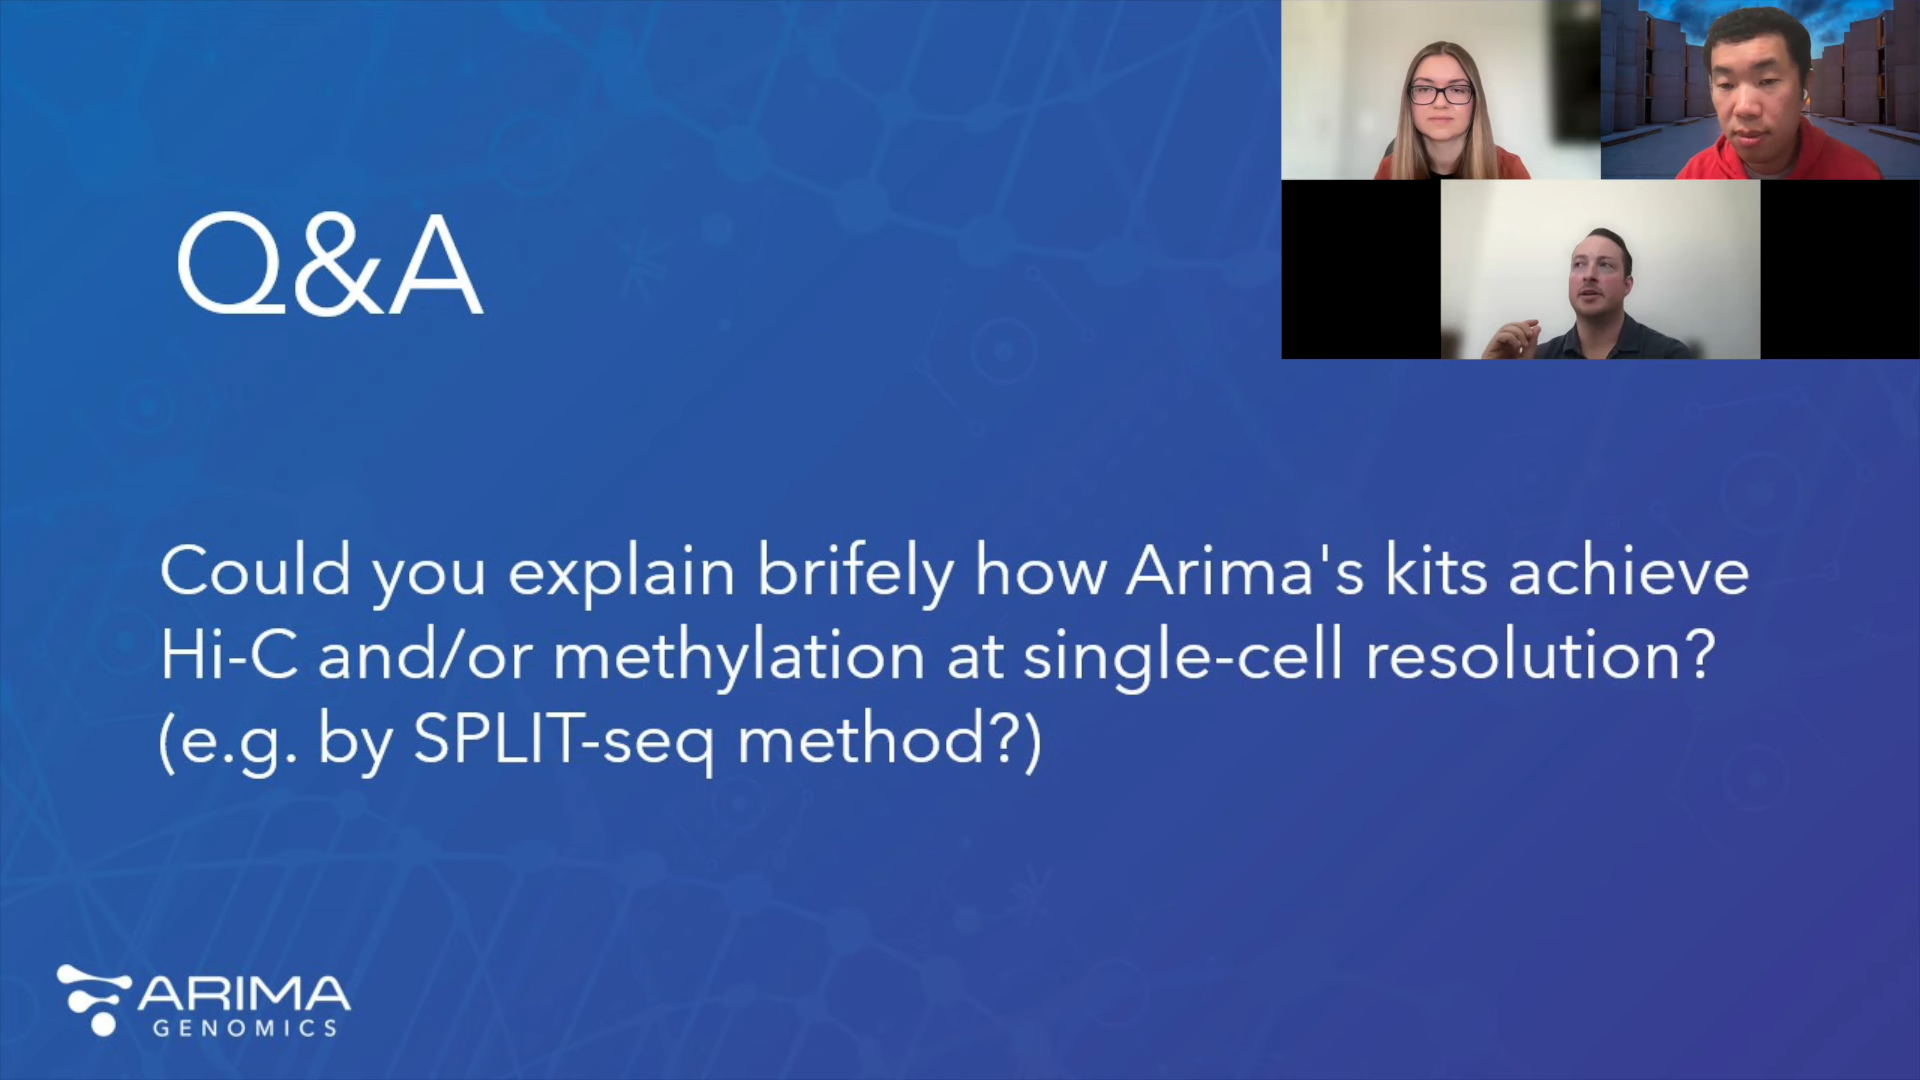 Q&A
Could you explain brifely how Arima's kits achieve
Hi-C and/or methylation at single-cell resolution?
(e.g. by SPLIT-seq method?)
ARIMA
GENOMICS